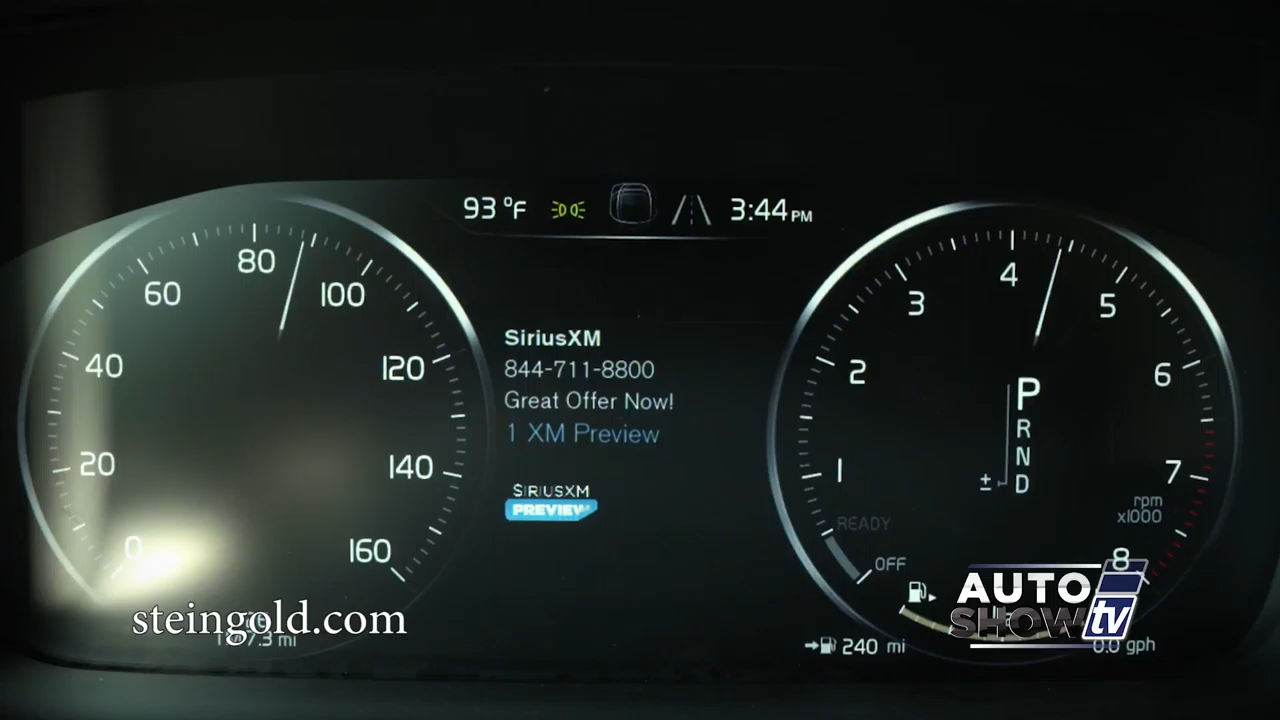 93 °F
3:44 PM
80
60
100
40
120
20
140
0
160
SiriusXM
844-711-8800
Great Offer Now!
1 XM Preview
SIRIUSXM
PREVIEW
4
3
5
2
6
1
7
8
P
R
N
D
±
rpm
x1000
READY
OFF
steingold.com
240 mi
0.0 gph
AUTO
SHOW tv